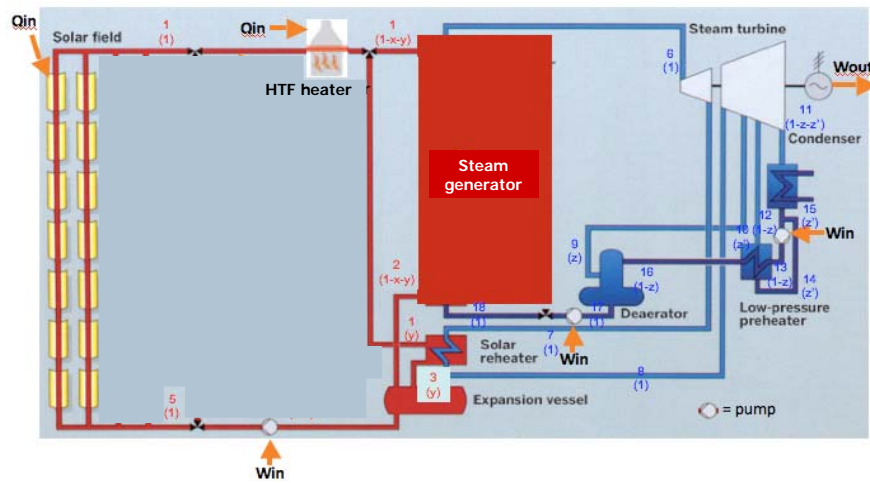 Qin
Solar field
1
(1)
Qin
HTF heater
1
(1-x-y)
Steam turbine
6
(1)
Wout
11
(1-z-z')
Condenser
Steam
generator
15
(z')
12
(1-z)
Win
10
(z')
9
(z)
13
(1-z)
14
(z')
2
(1-x-y)
16
(1-z)
Low-pressure
preheater
18
(1)
17
(1)
Deaerator
1
(y)
7
(1)
Win
Solar
reheater
3
(y)
8
(1)
Expansion vessel
5
(1)
= pump
Win